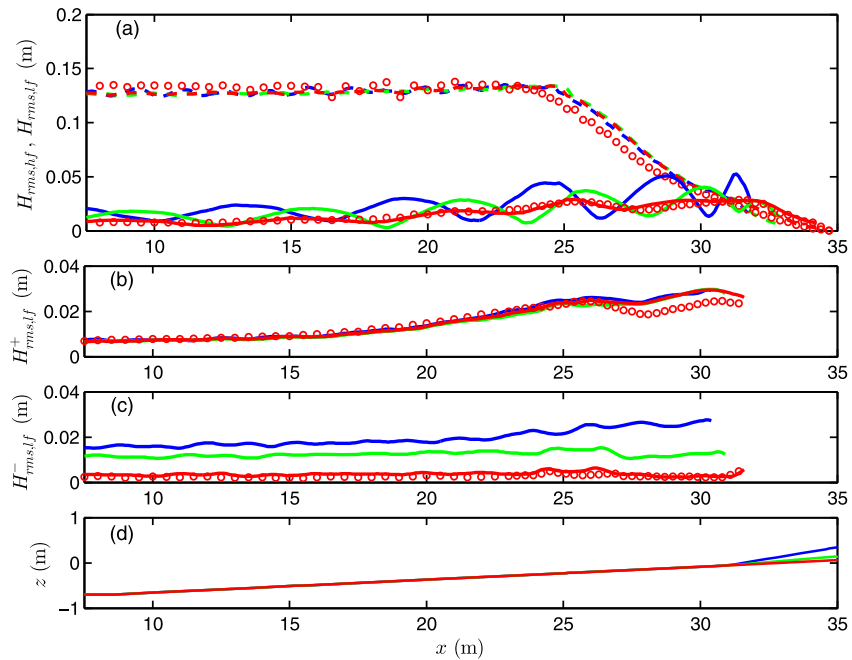 (a)
0.2
0.15
0.1
0.05
0
H_{rms,hf}, H_{rms,lf} (m)
10 15 20 25 30 35
(b)
0.04
0.02
0
H^{+}_{rms,lf} (m)
10 15 20 25 30 35
(c)
0.04
0.02
0
H^{-}_{rms,lf} (m)
10 15 20 25 30 35
(d)
1
0
−1
z (m)
10 15 20 25 30 35
x (m)